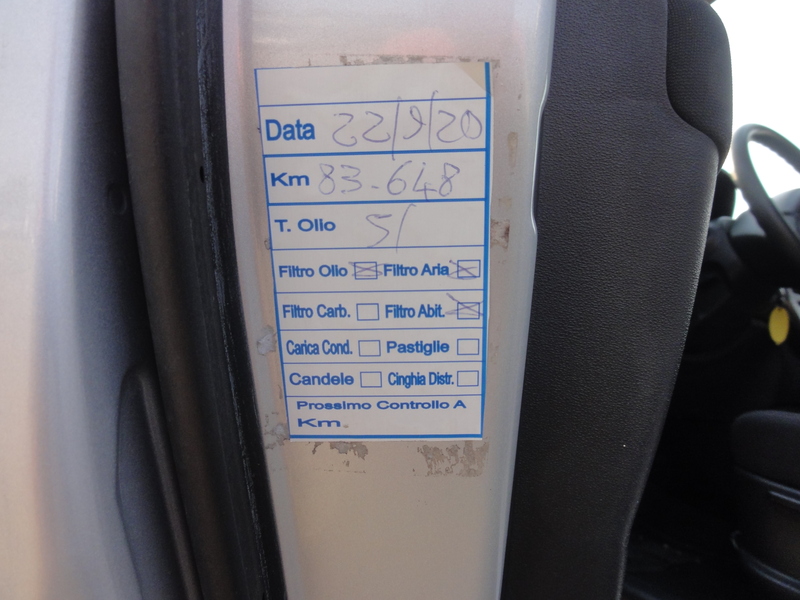 Data 22/9/20
Km 83-648
T. Olio 5/
Filtro Olio Filtro Aria
Filtro Carb. Filtro Abit.
Carica Cond. Pastiglie
Candele Cinghia Distr.
Prossimo Controllo A
Km.